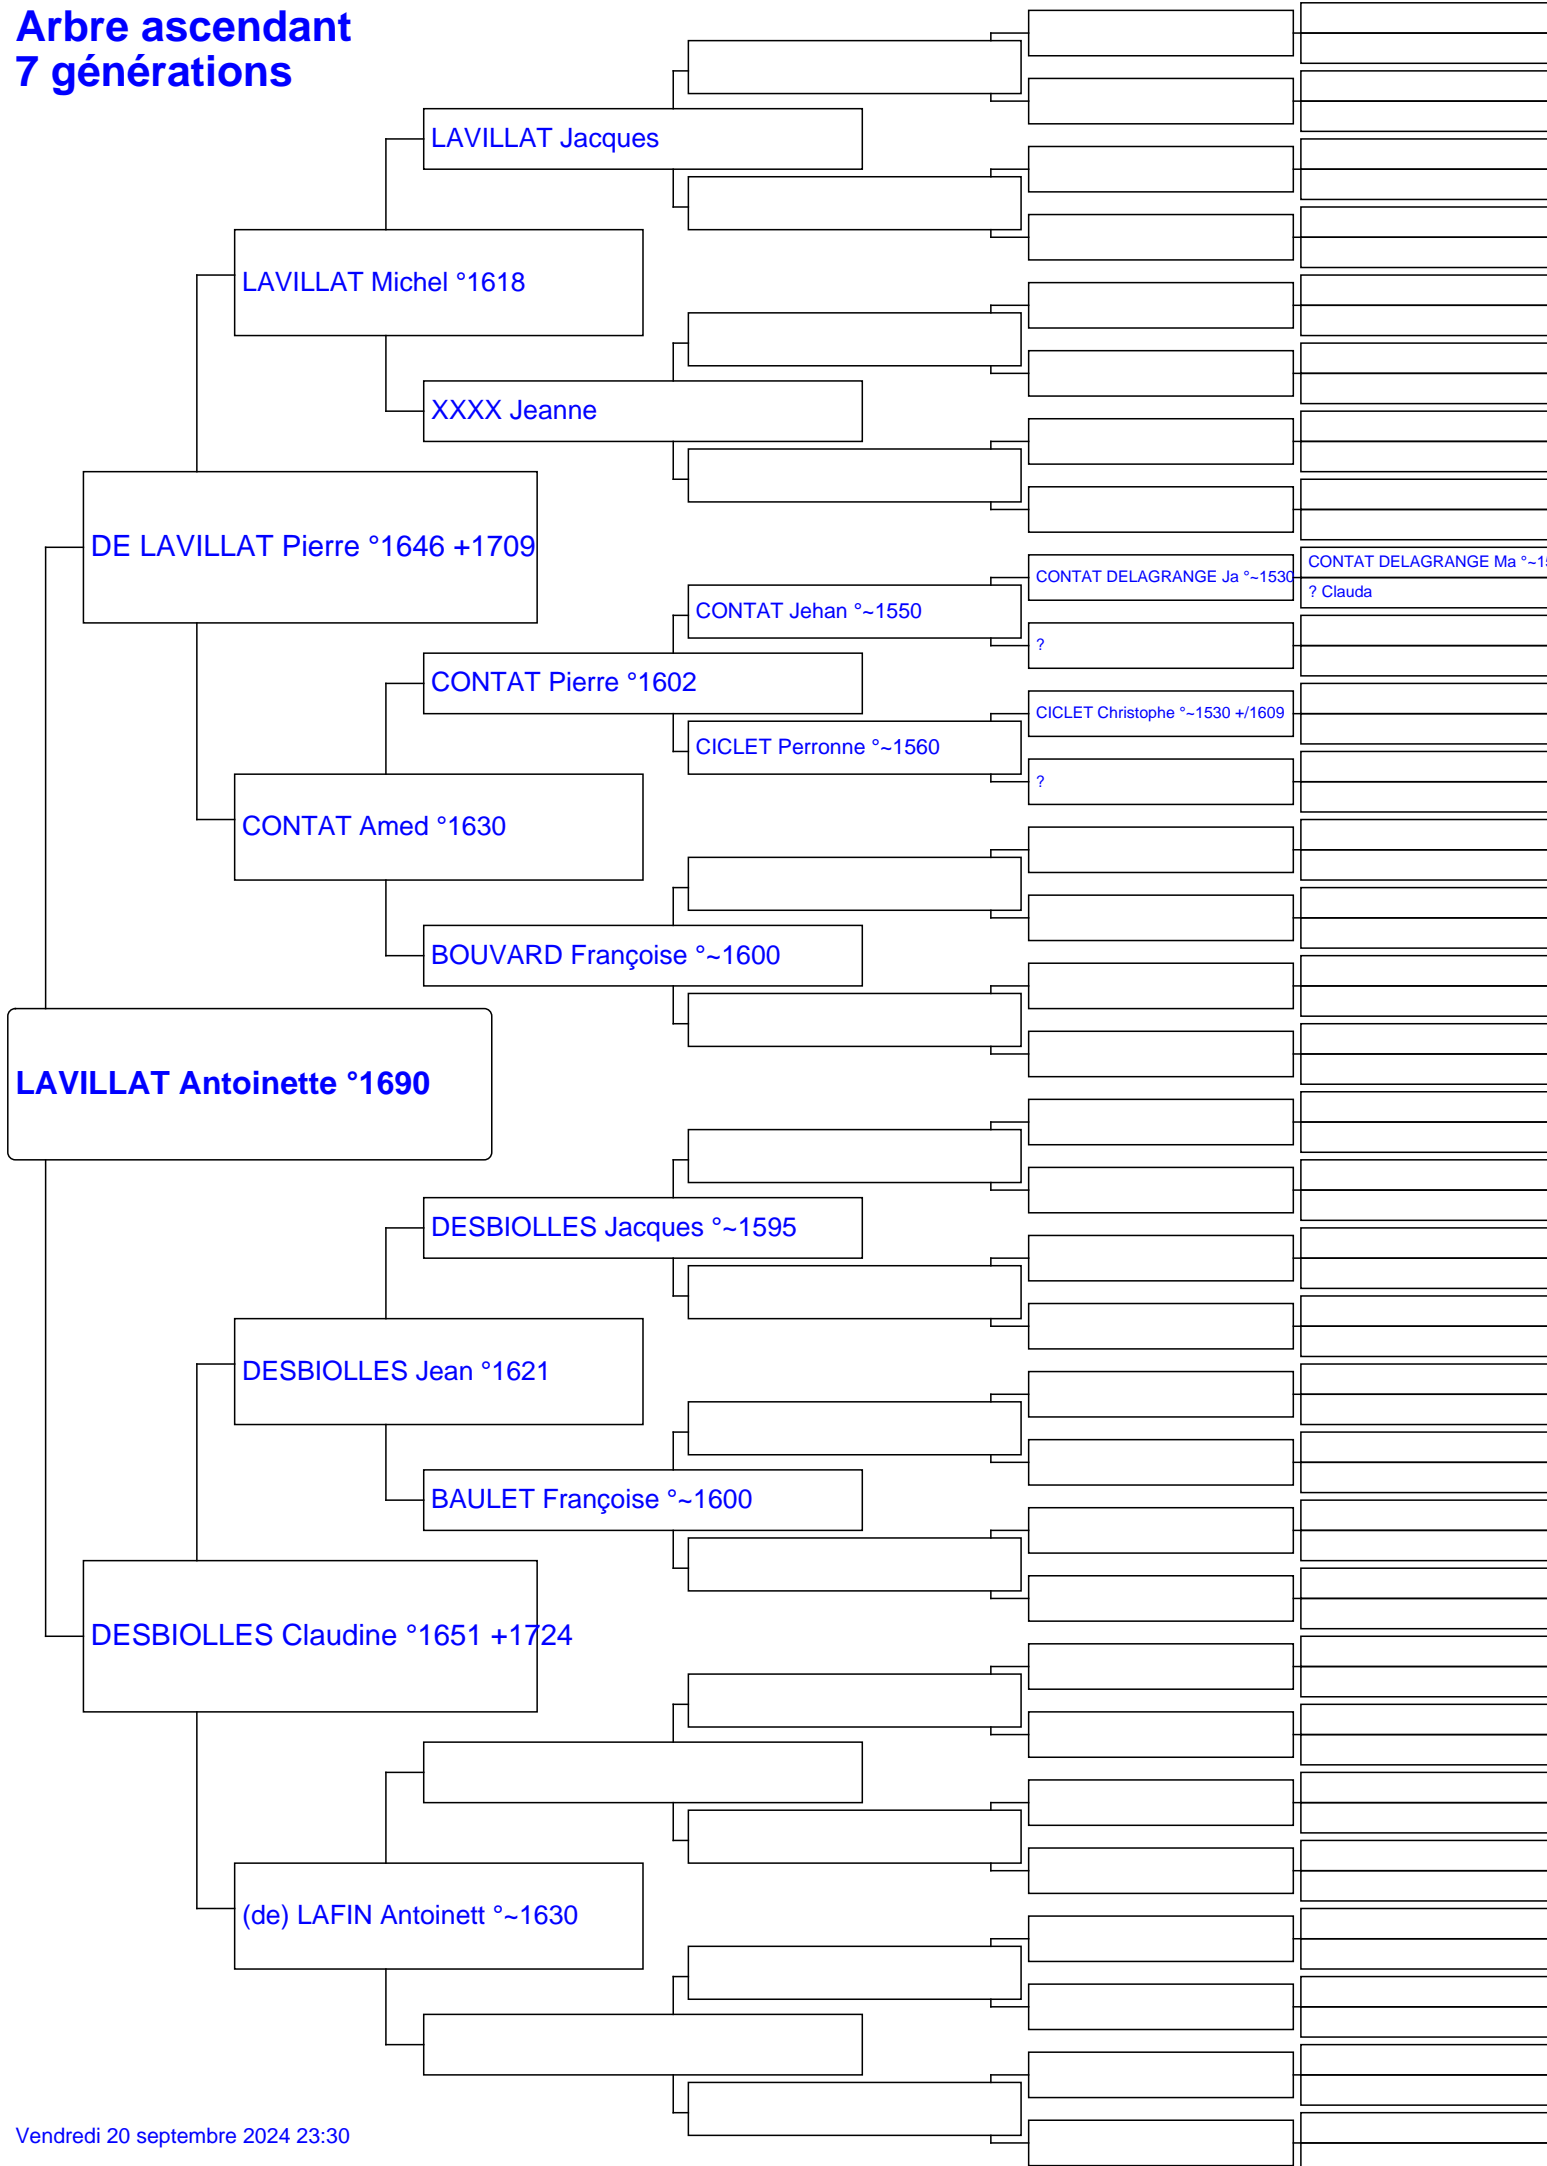 Arbre ascendant
7 générations
LAVILLAT Jacques
LAVILLAT Michel °1618
XXXX Jeanne
DE LAVILLAT Pierre °1646 +1709
CONTAT DELAGRANGE Ma °~15
CONTAT DELAGRANGE Ja °~1530
? Clauda
CONTAT Jehan °~1550
?
CONTAT Pierre °1602
CICLET Christophe °~1530 +/1609
CICLET Perronne °~1560
?
CONTAT Amed °1630
BOUVARD Françoise °~1600
LAVILLAT Antoinette °1690
DESBIOLLES Jacques °~1595
DESBIOLLES Jean °1621
BAULET Françoise °~1600
DESBIOLLES Claudine °1651 +1724
(de) LAFIN Antoinett °~1630
Vendredi 20 septembre 2024 23:30